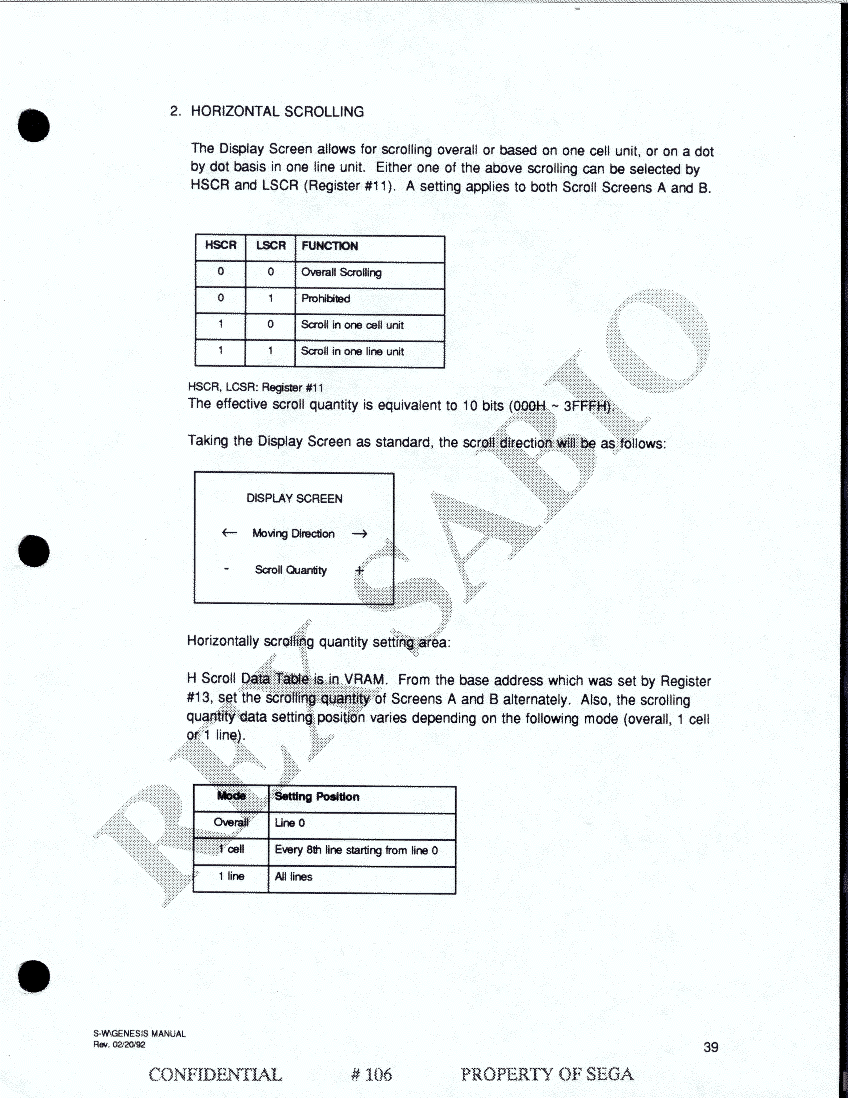 2. HORIZONTAL SCROLLING
The Display Screen allows for scrolling overall or based on one cell unit, or on a dot
by dot basis in one line unit. Either one of the above scrolling can be selected by
HSCR and LSCR (Register #11). A setting applies to both Scroll Screens A and B.
HSCR LSCR FUNCTION
0 0 Overall Scrolling
0 1 Prohibited
1 0 Scroll in one cell unit
1 1 Scroll in one line unit
HSCR, LCSR: Register #11
The effective scroll quantity is equivalent to 10 bits (000H ~ 3FFFH).
Taking the Display Screen as standard, the scroll direction will be as follows:
DISPLAY SCREEN
← Moving Direction →
- Scroll Quantity +
Horizontally scrolling quantity setting area:
H Scroll Data Table is in VRAM. From the base address which was set by Register
#13, set the scrolling quantity of Screens A and B alternately. Also, the scrolling
quantity data setting position varies depending on the following mode (overall, 1 cell
or 1 line).
Mode Setting Position
Overall Line 0
1 cell Every 8th line starting from line 0
1 line All lines
REX SABIO
S-W\GENESIS MANUAL
Rev. 02/20/92
39
CONFIDENTIAL # 106 PROPERTY OF SEGA